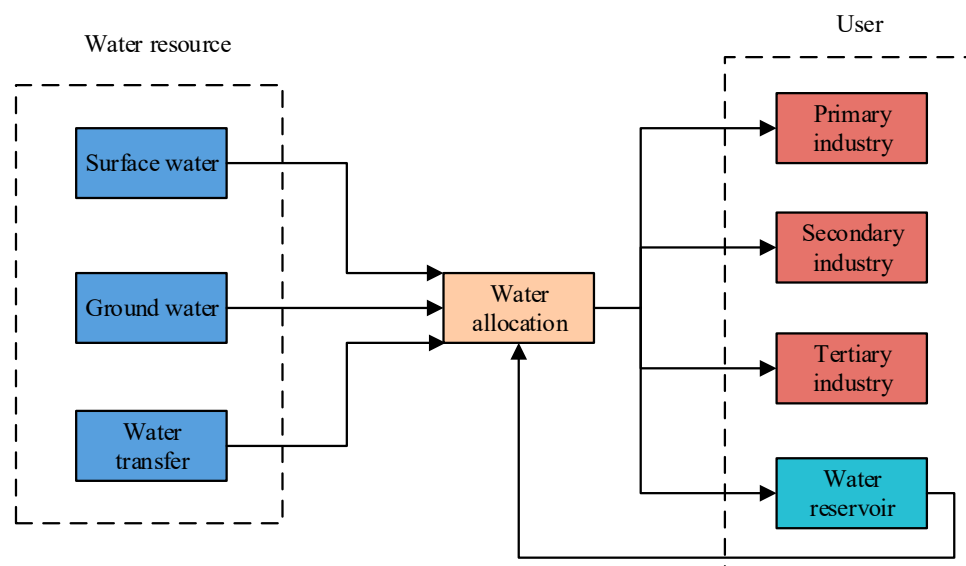 Water resource
User
Surface water
Ground water
Water
transfer
Water
allocation
Primary
industry
Secondary
industry
Tertiary
industry
Water
reservoir